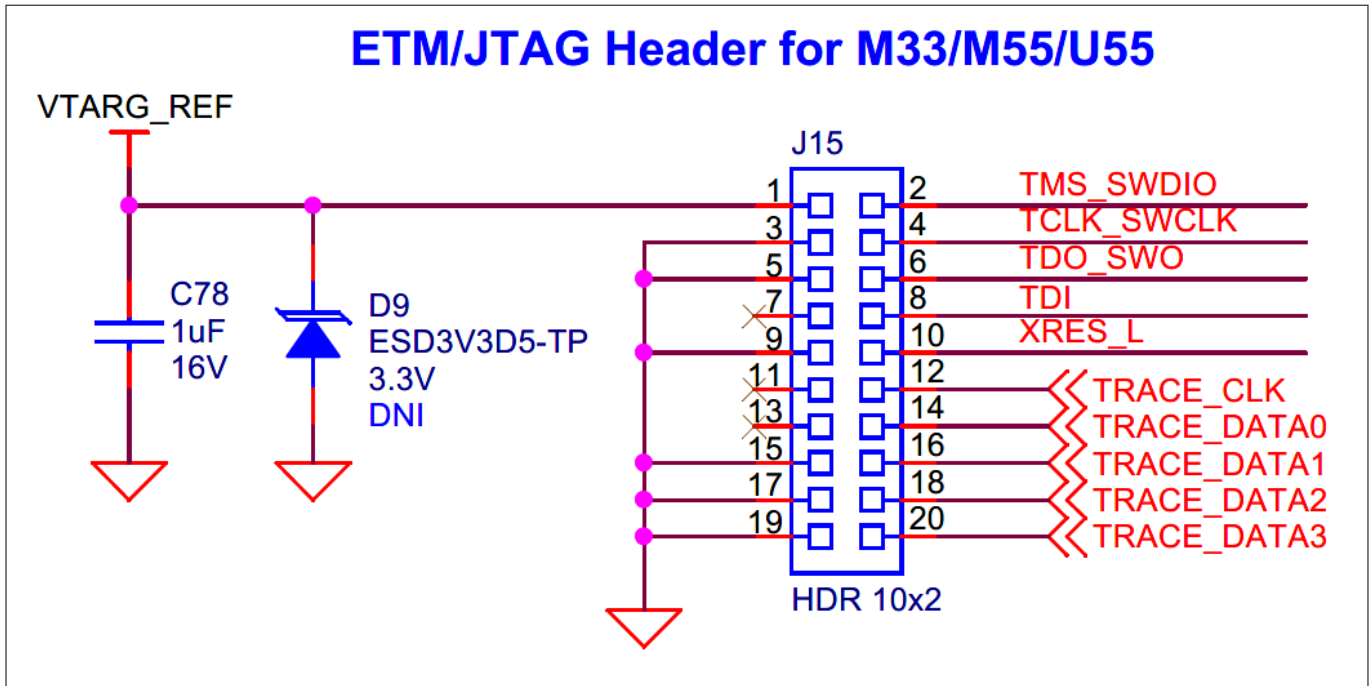 ETM/JTAG Header for M33/M55/U55
VTARG_REF
J15
1 2 TMS_SWDIO
3 4 TCLK_SWCLK
5 6 TDO_SWO
7 8 TDI
9 10 XRES_L
11 12 TRACE_CLK
13 14 TRACE_DATA0
15 16 TRACE_DATA1
17 18 TRACE_DATA2
19 20 TRACE_DATA3
HDR 10x2
C78
1uF
16V
D9
ESD3V3D5-TP
3.3V
DNI